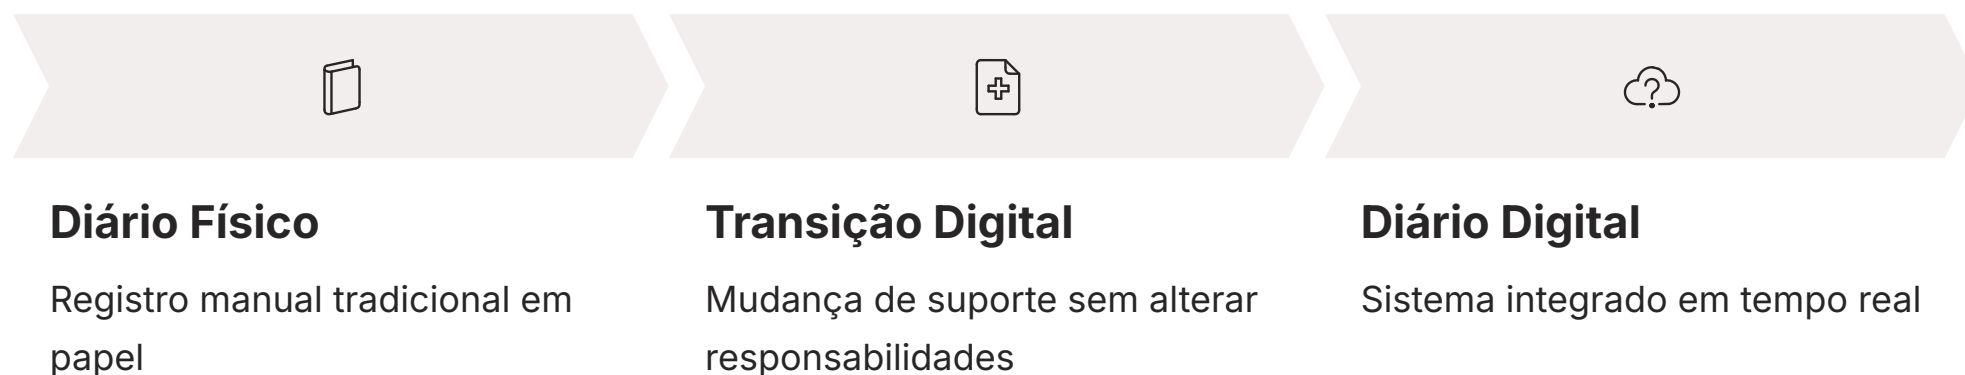 Diário Físico
Registro manual tradicional em
papel
Transição Digital
Mudança de suporte sem alterar
responsabilidades
Diário Digital
Sistema integrado em tempo real